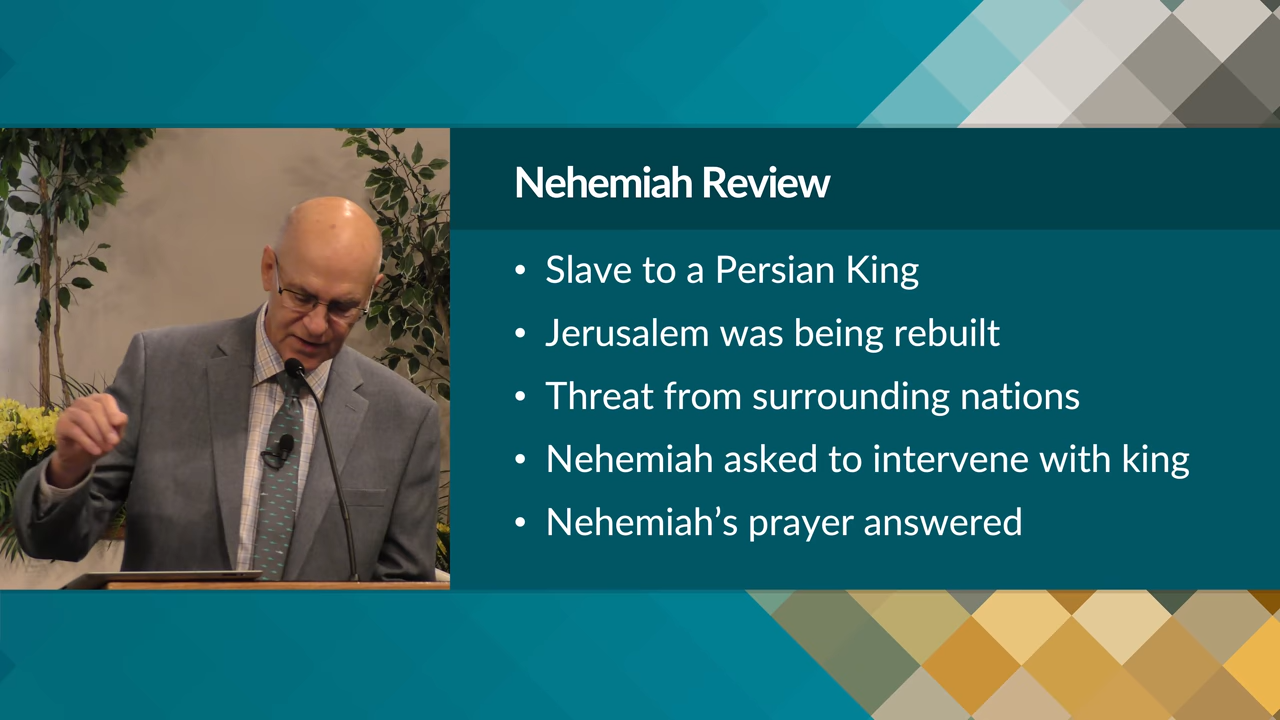 Nehemiah Review
• Slave to a Persian King
• Jerusalem was being rebuilt
• Threat from surrounding nations
• Nehemiah asked to intervene with king
• Nehemiah’s prayer answered